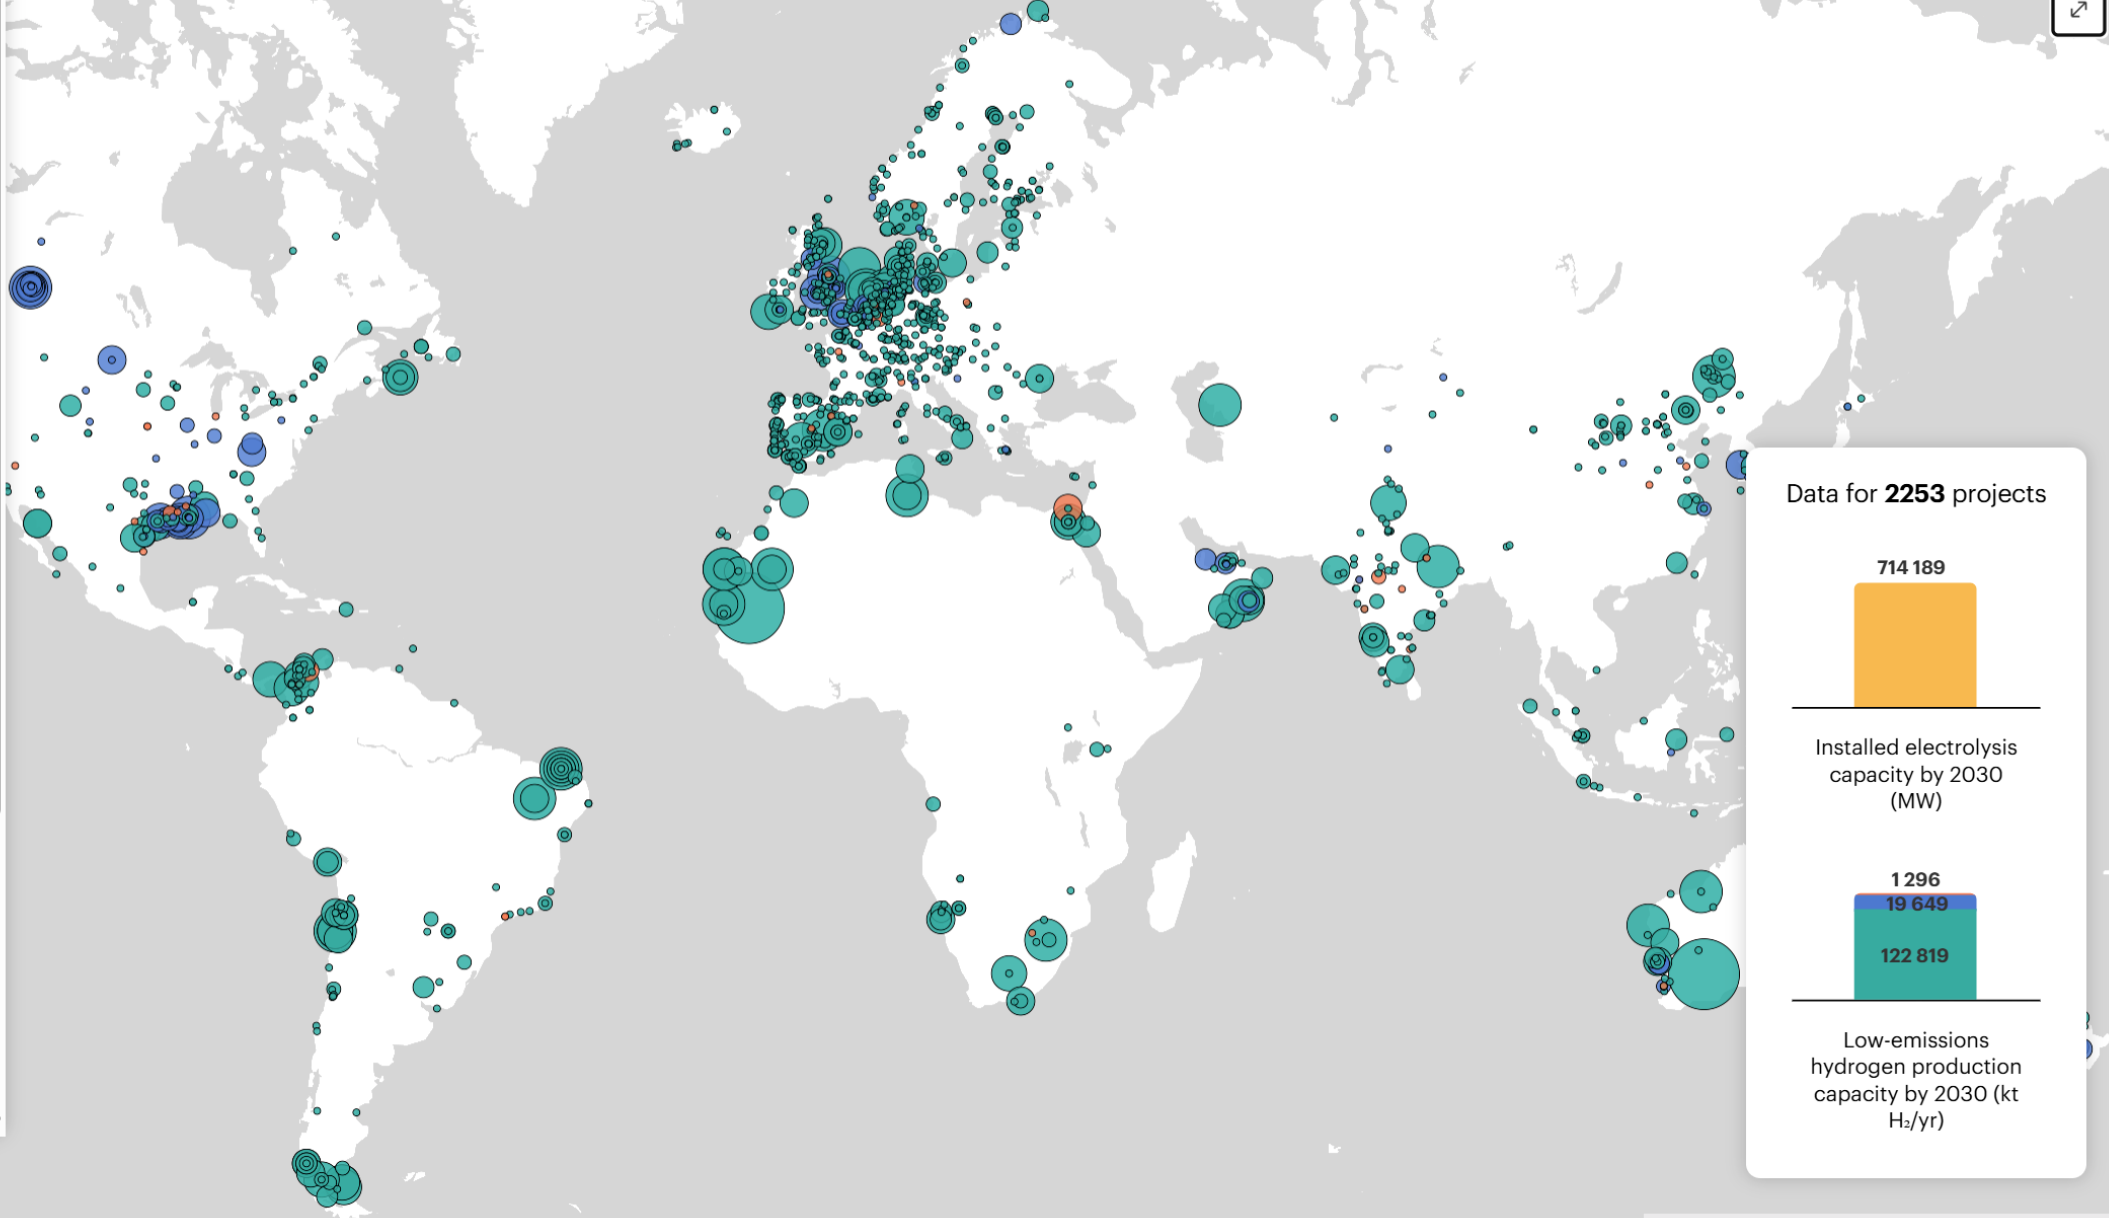 Data for 2253 projects
714 189
Installed electrolysis
capacity by 2030
(MW)
1 296
19 649
122 819
Low-emissions
hydrogen production
capacity by 2030 (kt
H₂/yr)